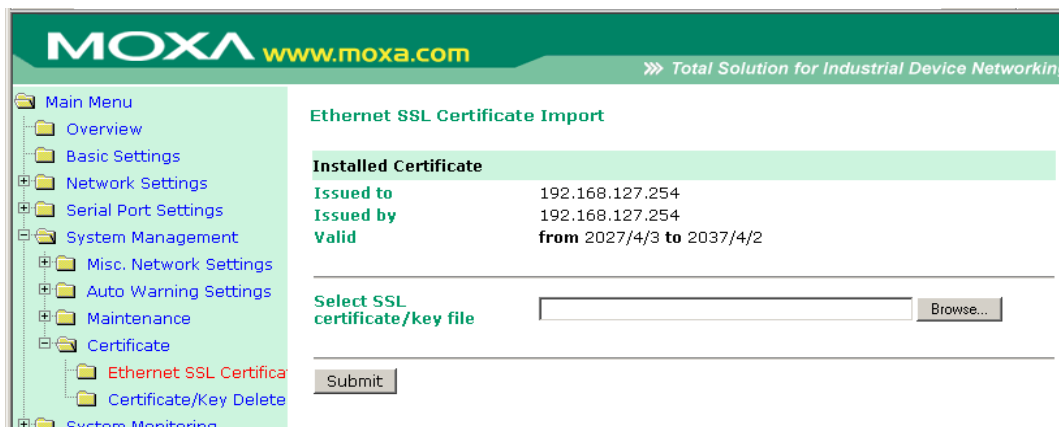 MOXA www.moxa.com
Total Solution for Industrial Device Networkin
Main Menu
Overview
Basic Settings
Network Settings
Serial Port Settings
System Management
Misc. Network Settings
Auto Warning Settings
Maintenance
Certificate
Ethernet SSL Certifica
Certificate/Key Delete
System Monitoring
Ethernet SSL Certificate Import
Installed Certificate
Issued to 192.168.127.254
Issued by 192.168.127.254
Valid from 2027/4/3 to 2037/4/2
Select SSL
certificate/key file
Browse...
Submit